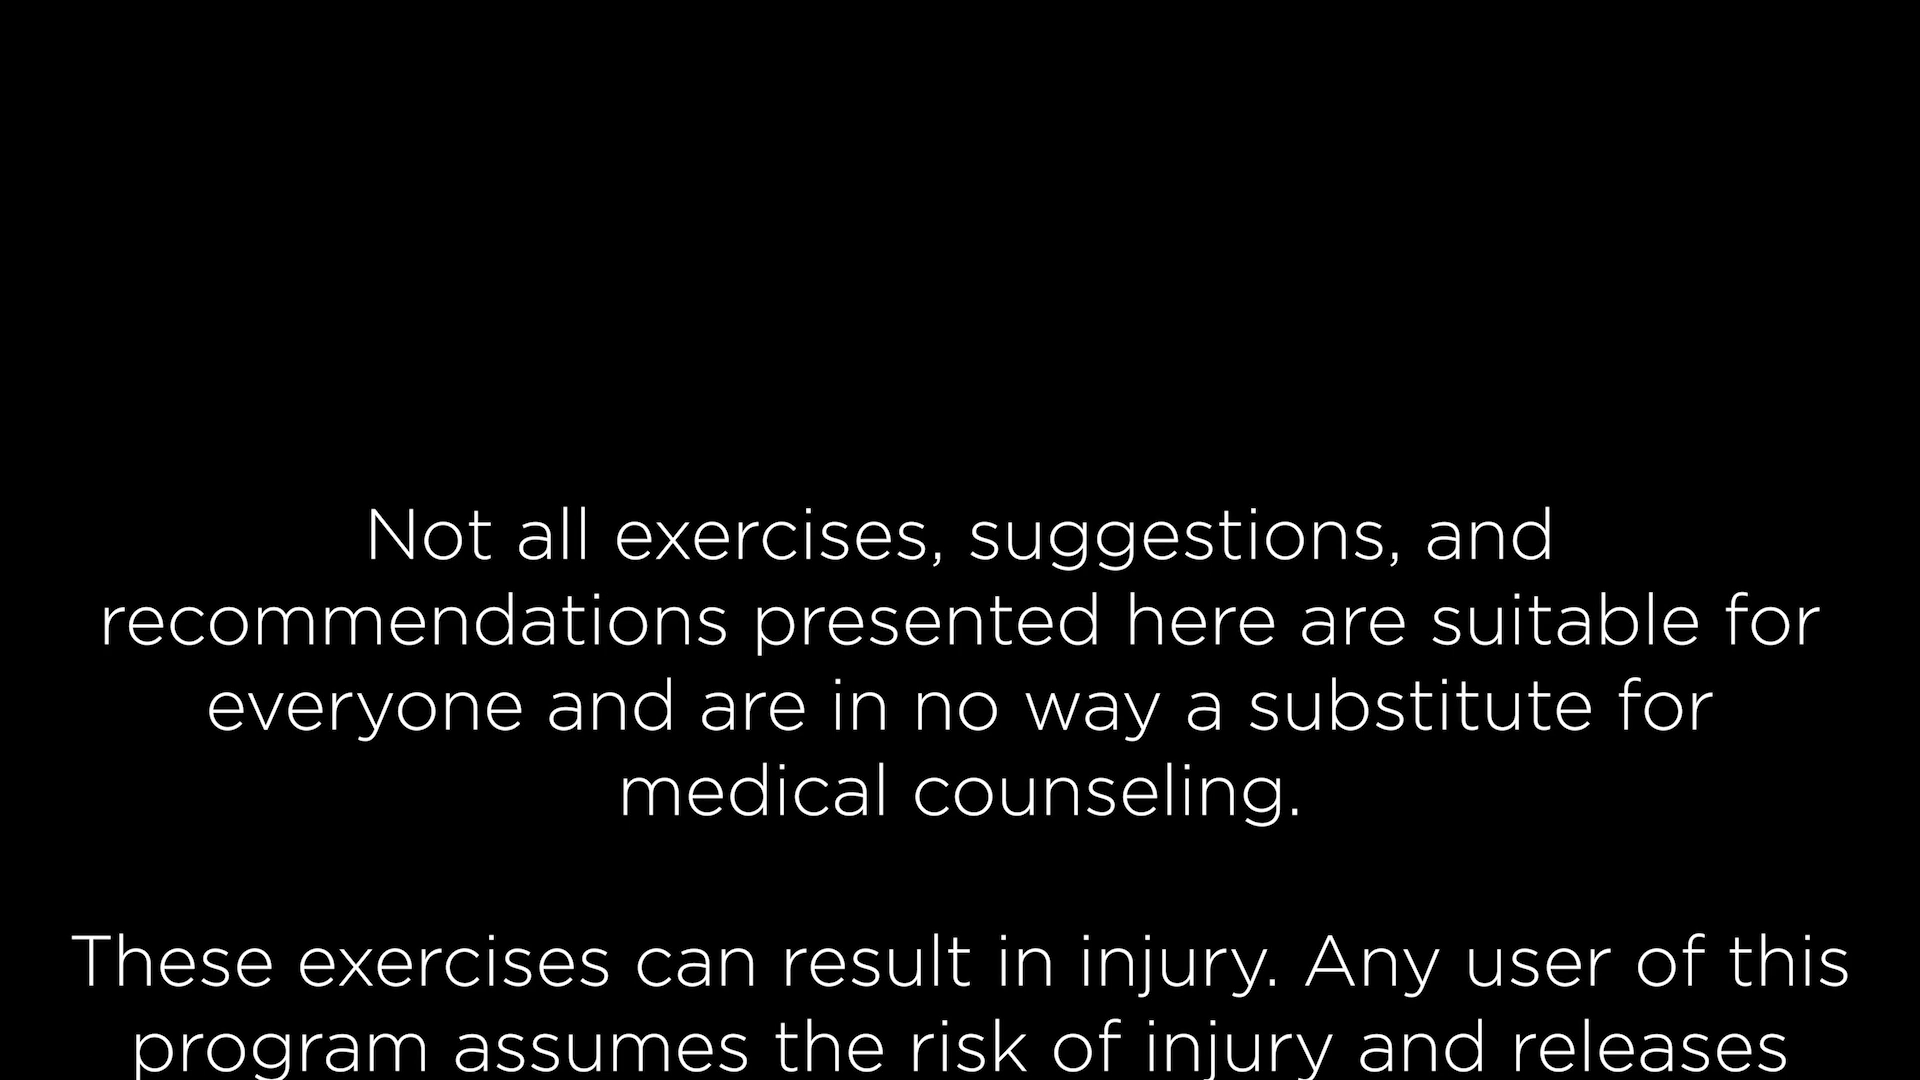 Not all exercises, suggestions, and
recommendations presented here are suitable for
everyone and are in no way a substitute for
medical counseling.
These exercises can result in injury. Any user of this
program assumes the risk of injury and releases